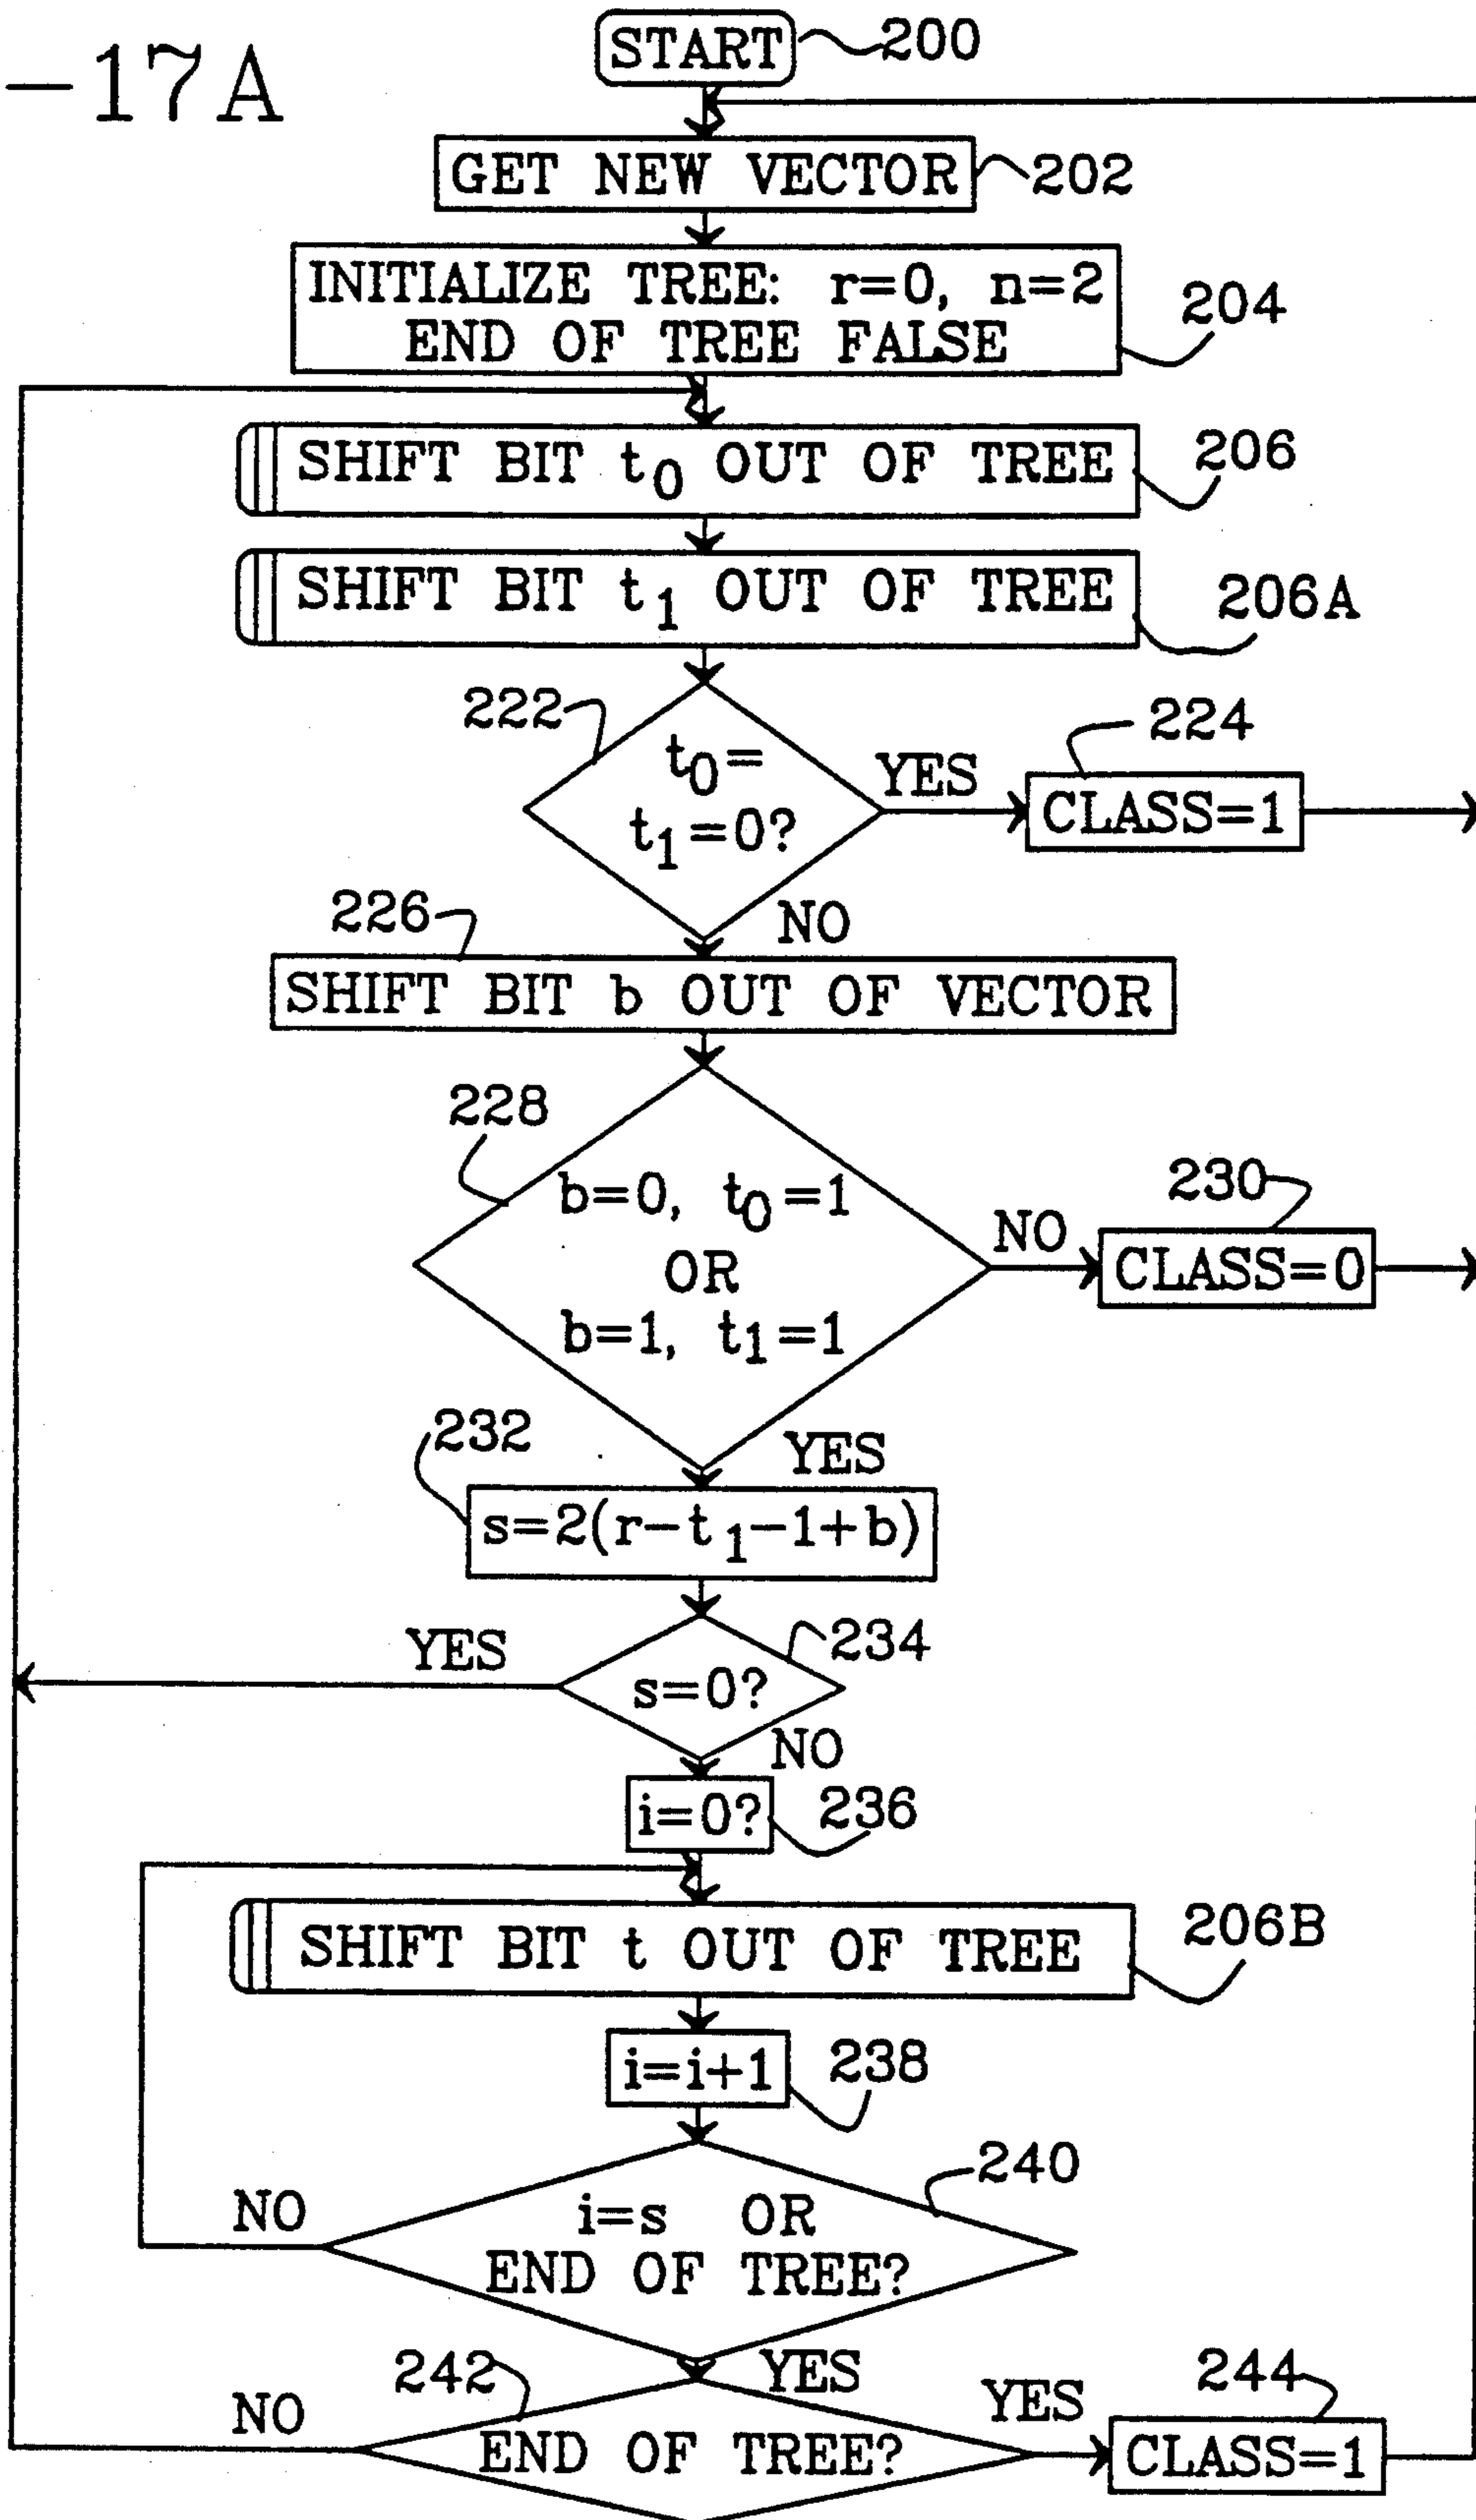 -17A
START 200
GET NEW VECTOR 202
INITIALIZE TREE: r=0, n=2
END OF TREE FALSE
204
SHIFT BIT t0 OUT OF TREE 206
SHIFT BIT t1 OUT OF TREE 206A
222
t0=
t1=0?
YES
224
CLASS=1
NO
226
SHIFT BIT b OUT OF VECTOR
228
b=0, t0=1
OR
b=1, t1=1
NO
230
CLASS=0
YES
232
s=2(r-t1-1+b)
234
s=0?
YES
NO
i=0? 236
SHIFT BIT t OUT OF TREE 206B
i=i+1 238
240
i=s OR
END OF TREE?
NO
YES
242
END OF TREE?
NO
YES
244
CLASS=1